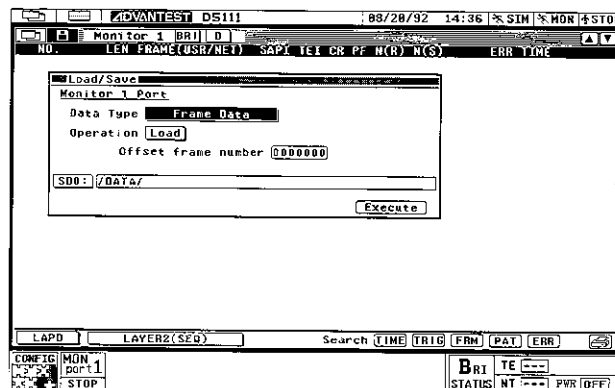 ADVANTEST D5111 08/20/92 14:36 SIM MON STO
Monitor 1 BRI D
NO. LEN FRAME(USR/NET) SAPI TEI CR PF N(R) N(S) ERR TIME
Load/Save
Monitor 1 Port
Data Type Frame Data
Operation Load
Offset frame number 0000000
SD0: /DATA/
Execute
LAPD LAYER2(SEQ) Search TIME TRIG FRM PAT ERR
CONFIG MON port1 STOP
BRI STATUS TE --- NT --- PWR OFF